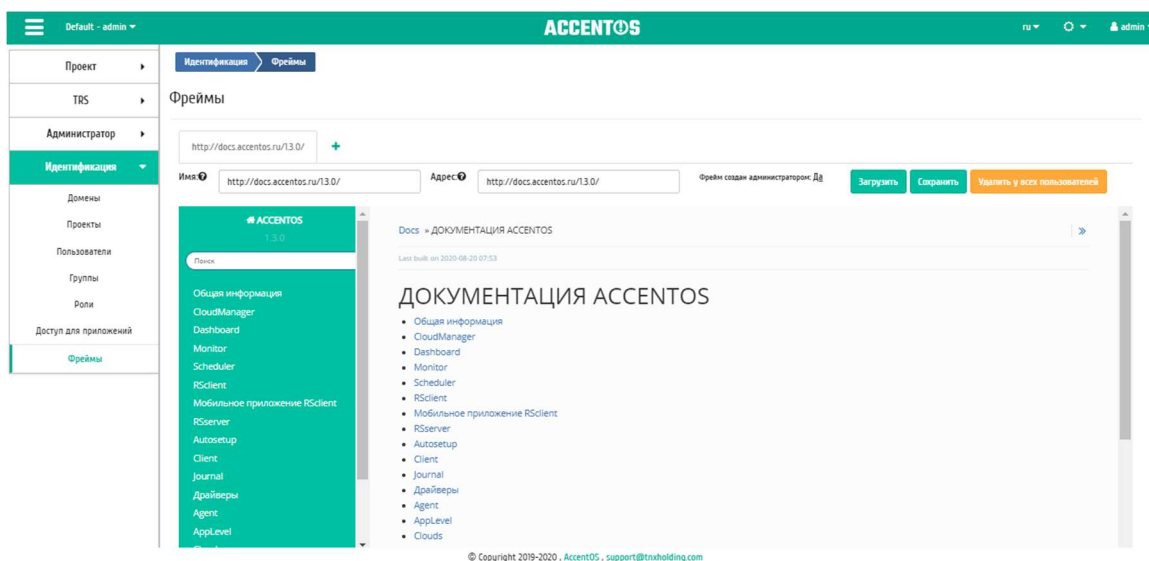 Default - admin
ACCENTOS
ru
admin
Проект
TRS
Администратор
Идентификация
Домены
Проекты
Пользователи
Группы
Роли
Доступ для приложений
Фреймы
Идентификация
Фреймы
Фреймы
http://docs.accentos.ru/1.3.0/
+
Имя:
http://docs.accentos.ru/1.3.0/
Адрес:
http://docs.accentos.ru/1.3.0/
Фрейм создан администратором: Да
Загрузить
Сохранить
Удалить у всех пользователей
ACCENTOS
1.3.0
Поиск
Общая информация
CloudManager
Dashboard
Monitor
Scheduler
RSclient
Мобильное приложение RSclient
RSserver
Autosetup
Client
Journal
Драйверы
Agent
AppLevel
Docs » ДОКУМЕНТАЦИЯ ACCENTOS
»
Last built on 2020-08-20 07:53
ДОКУМЕНТАЦИЯ ACCENTOS
Общая информация
CloudManager
Dashboard
Monitor
Scheduler
RSclient
Мобильное приложение RSclient
RSserver
Autosetup
Client
Journal
Драйверы
Agent
AppLevel
Clouds
© Copyright 2019-2020 , AccentOS , support@tnxholding.com